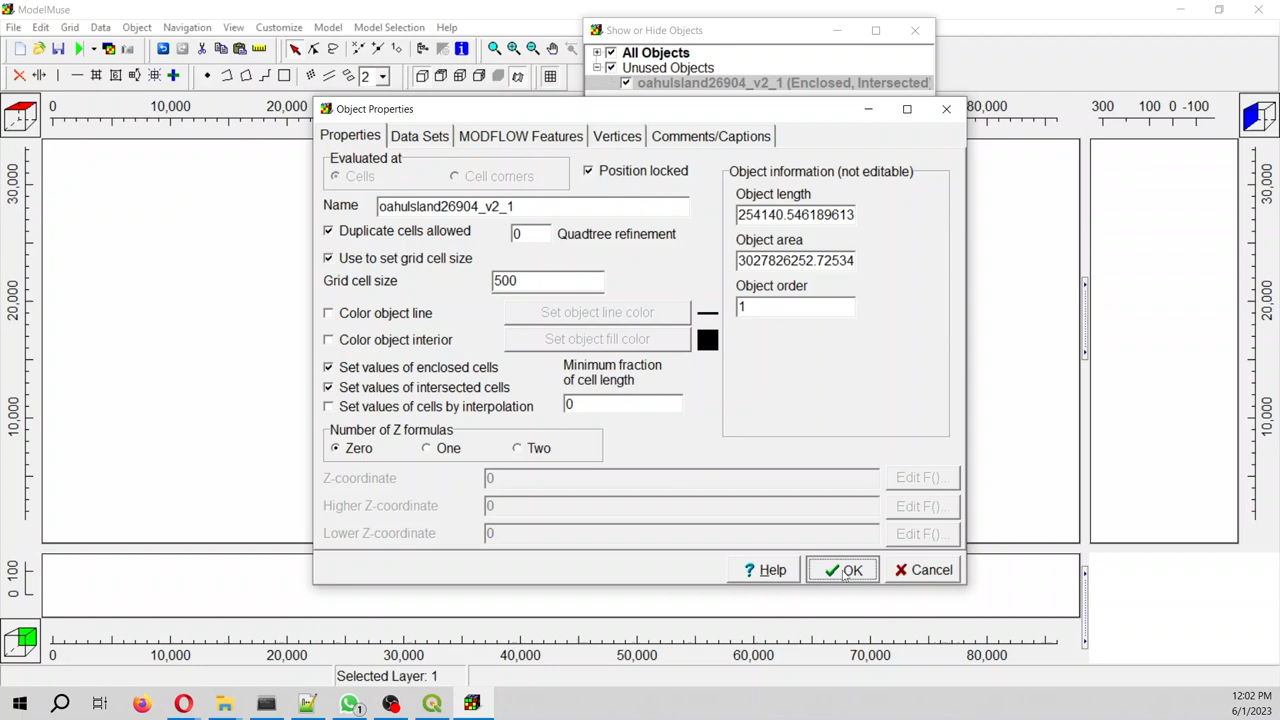 ModelMuse
File Edit Grid Data Object Navigation View Customize Model Model Selection Help
2
Show or Hide Objects
All Objects
Unused Objects
oahuIsland26904_v2_1 (Enclosed, Intersected)
0 10,000 20,000 80,000 300 200 100 0 -100
Object Properties
Properties Data Sets MODFLOW Features Vertices Comments/Captions
Evaluated at
Cells Cell corners
Position locked
Name oahuIsland26904_v2_1
Duplicate cells allowed 0 Quadtree refinement
Use to set grid cell size
Grid cell size 500
Color object line Set object line color
Color object interior Set object fill color
Set values of enclosed cells
Set values of intersected cells
Set values of cells by interpolation
Minimum fraction
of cell length
0
Number of Z formulas
Zero One Two
Z-coordinate 0 Edit F()...
Higher Z-coordinate 0 Edit F()...
Lower Z-coordinate 0 Edit F()...
Object information (not editable)
Object length
254140.546189613
Object area
3027826252.72534
Object order
1
Help OK Cancel
30,000
20,000
10,000
30,000
20,000
10,000
100
0
0 10,000 20,000 30,000 40,000 50,000 60,000 70,000 80,000
Selected Layer: 1
1
12:02 PM
6/1/2023